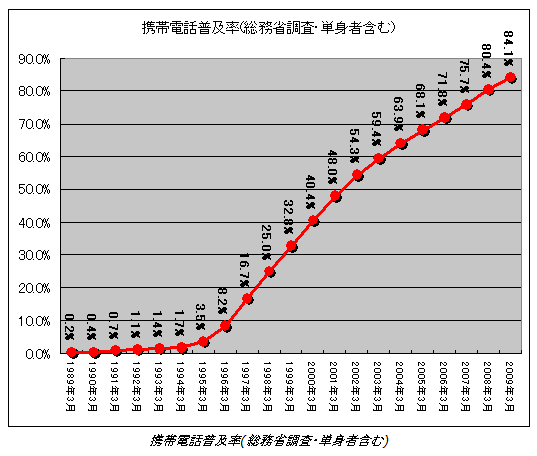 携帯電話普及率(総務省調査・単身者含む)
90.0%
80.0%
70.0%
60.0%
50.0%
40.0%
30.0%
20.0%
10.0%
0.0%
0.2%
0.4%
0.7%
1.1%
1.4%
1.7%
3.5%
8.2%
16.7%
25.0%
32.8%
40.4%
48.0%
54.3%
59.4%
63.9%
68.1%
71.8%
75.7%
80.4%
84.1%
1989年3月
1990年3月
1991年3月
1992年3月
1993年3月
1994年3月
1995年3月
1996年3月
1997年3月
1998年3月
1999年3月
2000年3月
2001年3月
2002年3月
2003年3月
2004年3月
2005年3月
2006年3月
2007年3月
2008年3月
2009年3月
携帯電話普及率(総務省調査・単身者含む)